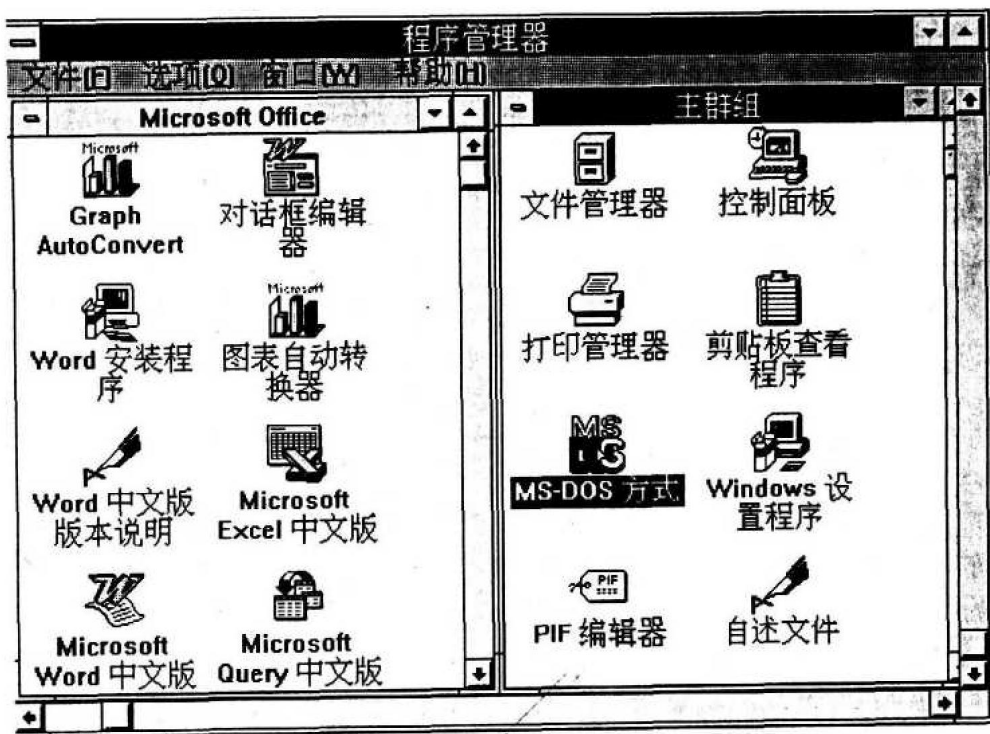 程序管理器
文件(F) 选项(O) 窗口(W) 帮助(H)
Microsoft Office
Microsoft
Graph
AutoConvert
对话框编辑
器
Word 安装程
序
Microsoft
图表自动转
换器
Word 中文版
版本说明
Microsoft
Excel 中文版
Microsoft
Word 中文版
Microsoft
Query 中文版
主群组
文件管理器
控制面板
打印管理器
剪贴板查看
程序
MS
DOS
MS-DOS 方式
Windows 设
置程序
PIF
PIF 编辑器
自述文件